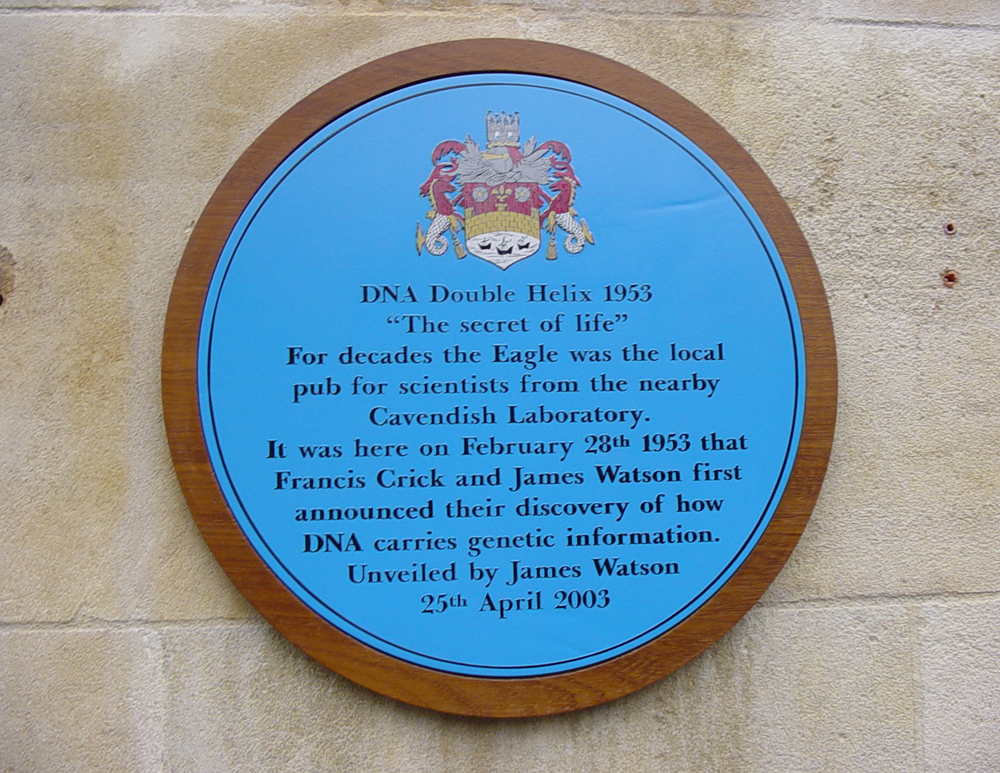 DNA Double Helix 1953
“The secret of life”
For decades the Eagle was the local
pub for scientists from the nearby
Cavendish Laboratory.
It was here on February 28th 1953 that
Francis Crick and James Watson first
announced their discovery of how
DNA carries genetic information.
Unveiled by James Watson
25th April 2003